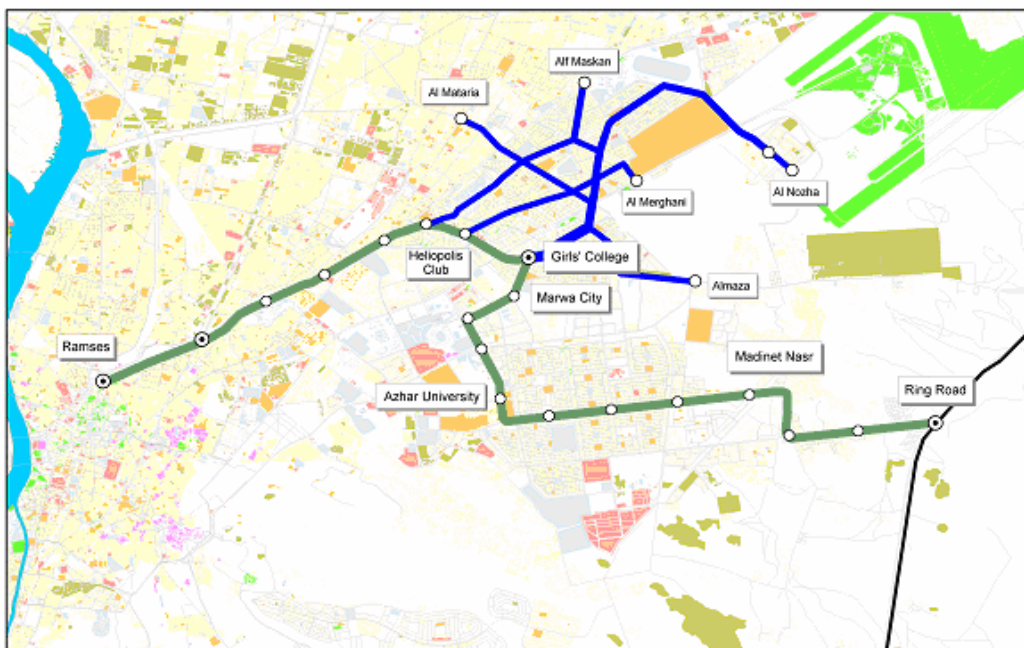 Alf Maskan
Al Mataria
Al Nozha
Al Merghani
Heliopolis
Club
Girls' College
Almaza
Marwa City
Ramses
Madinet Nasr
Azhar University
Ring Road